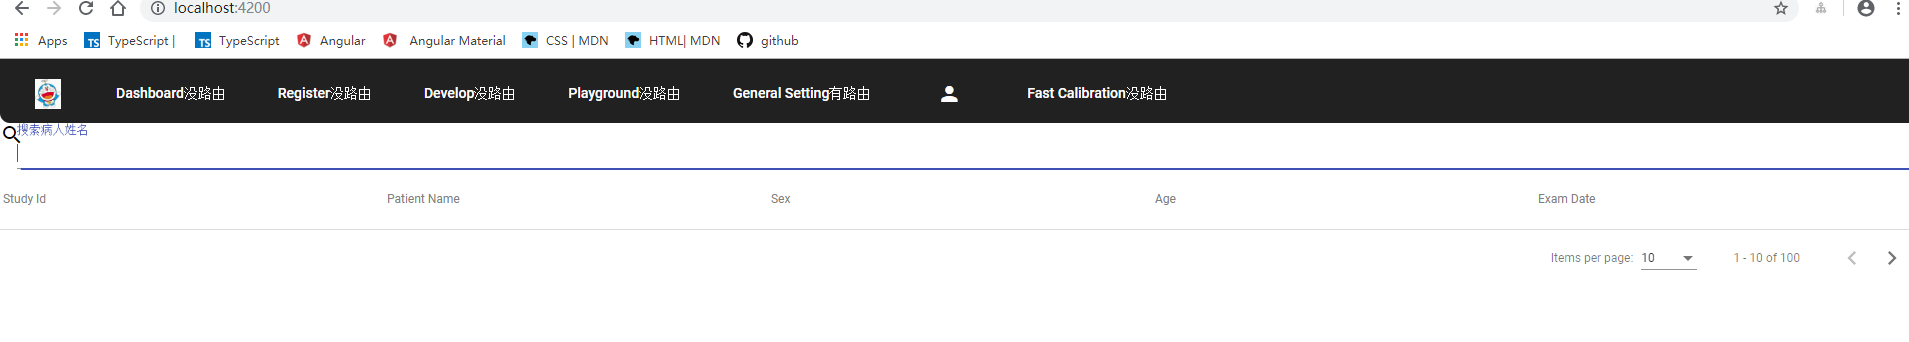 localhost:4200
Apps TypeScript | TypeScript Angular Angular Material CSS | MDN HTML| MDN github
Dashboard没路由 Register没路由 Develop没路由 Playground没路由 General Setting有路由 Fast Calibration没路由
搜索病人姓名
Study Id Patient Name Sex Age Exam Date
Items per page: 10 1 - 10 of 100